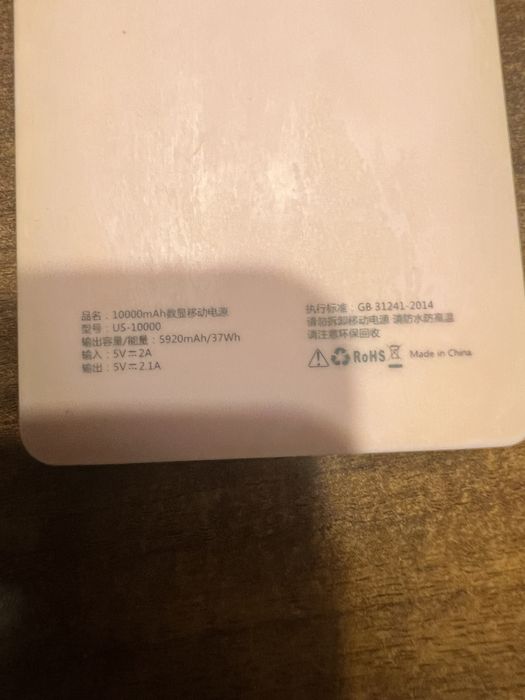 品名：10000mAh数显移动电源
型号：US-10000
输出容量/能量：5920mAh/37Wh
输入：5V⎓2A
输出：5V⎓2.1A
执行标准：GB 31241-2014
请勿拆卸移动电源 请防水防高温
请注意环保回收
RoHS Made in China